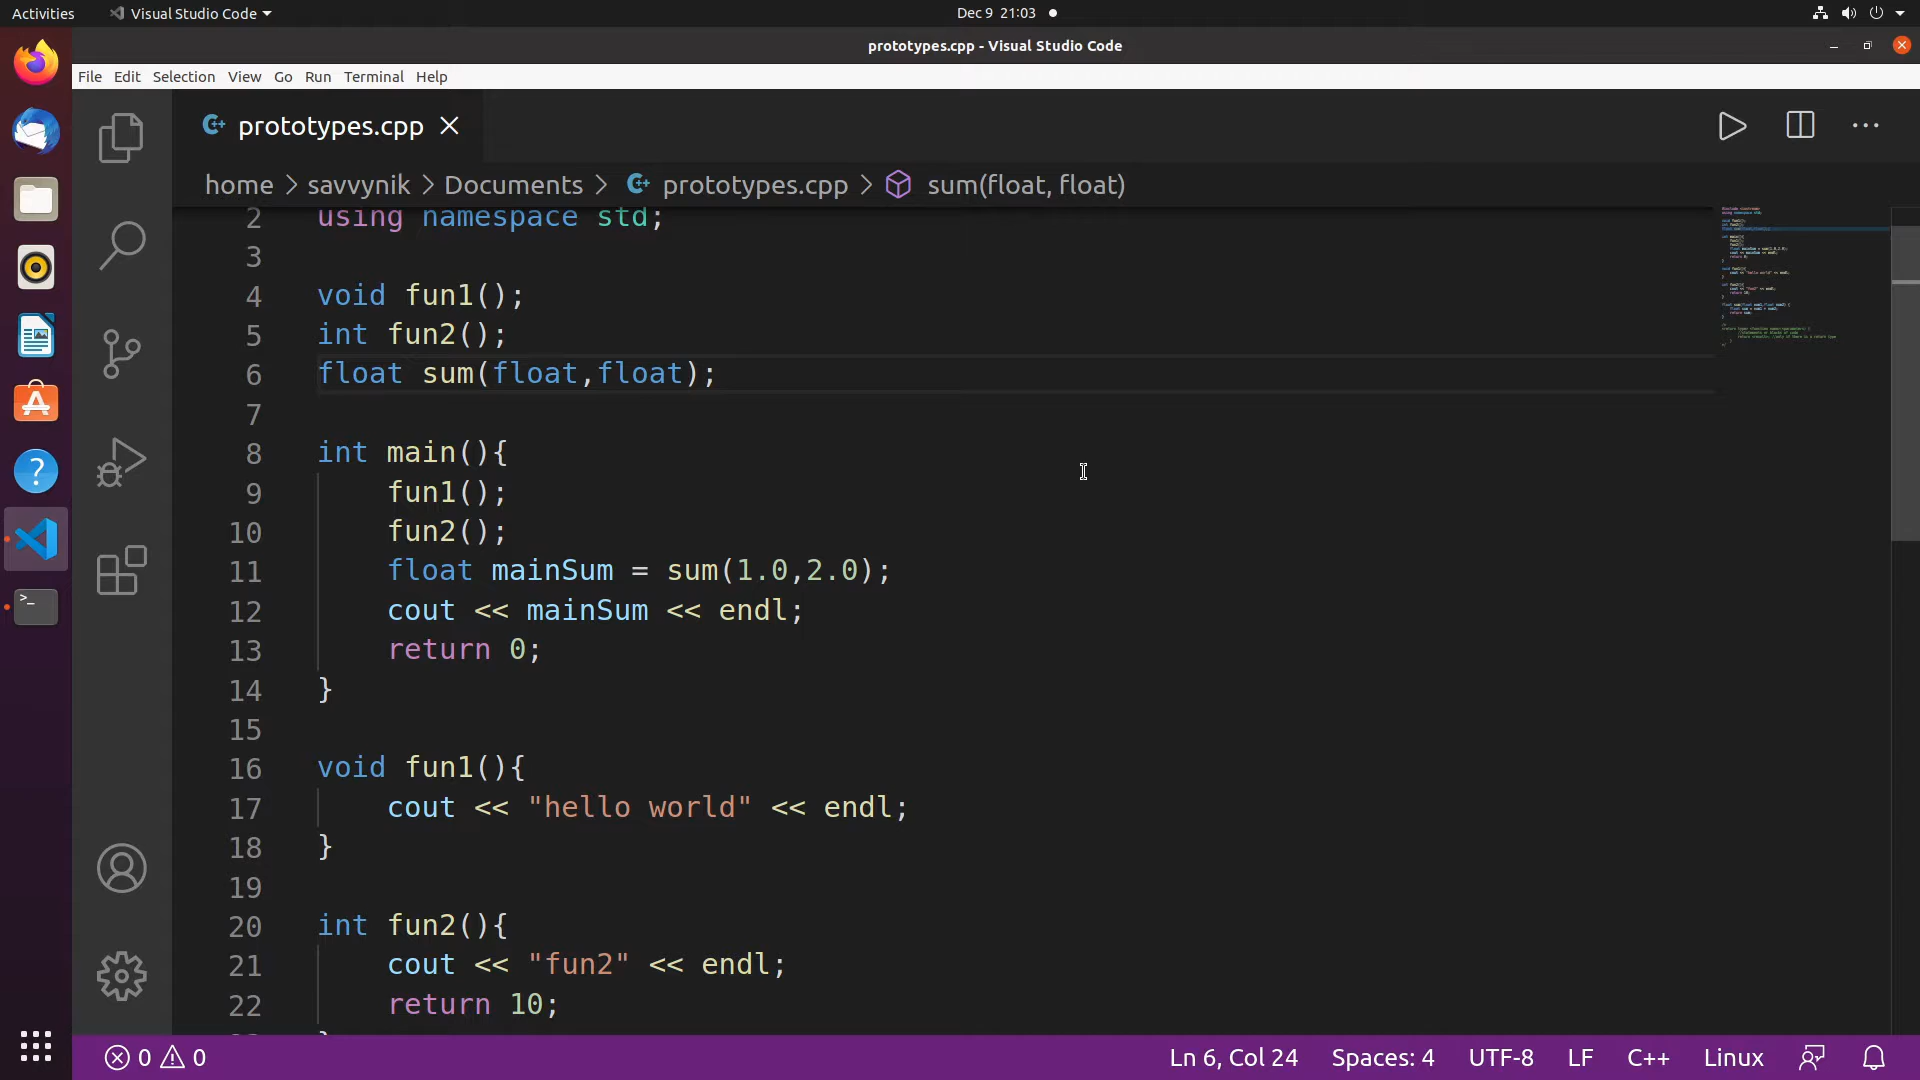 Activities
Visual Studio Code
Dec 9 21:03
prototypes.cpp - Visual Studio Code
File Edit Selection View Go Run Terminal Help
prototypes.cpp
home > savvynik > Documents > prototypes.cpp > sum(float, float)
2 using namespace std;
3
4 void fun1();
5 int fun2();
6 float sum(float,float);
7
8 int main(){
9 fun1();
10 fun2();
11 float mainSum = sum(1.0,2.0);
12 cout << mainSum << endl;
13 return 0;
14 }
15
16 void fun1(){
17 cout << "hello world" << endl;
18 }
19
20 int fun2(){
21 cout << "fun2" << endl;
22 return 10;
0 0
Ln 6, Col 24
Spaces: 4
UTF-8
LF
C++
Linux